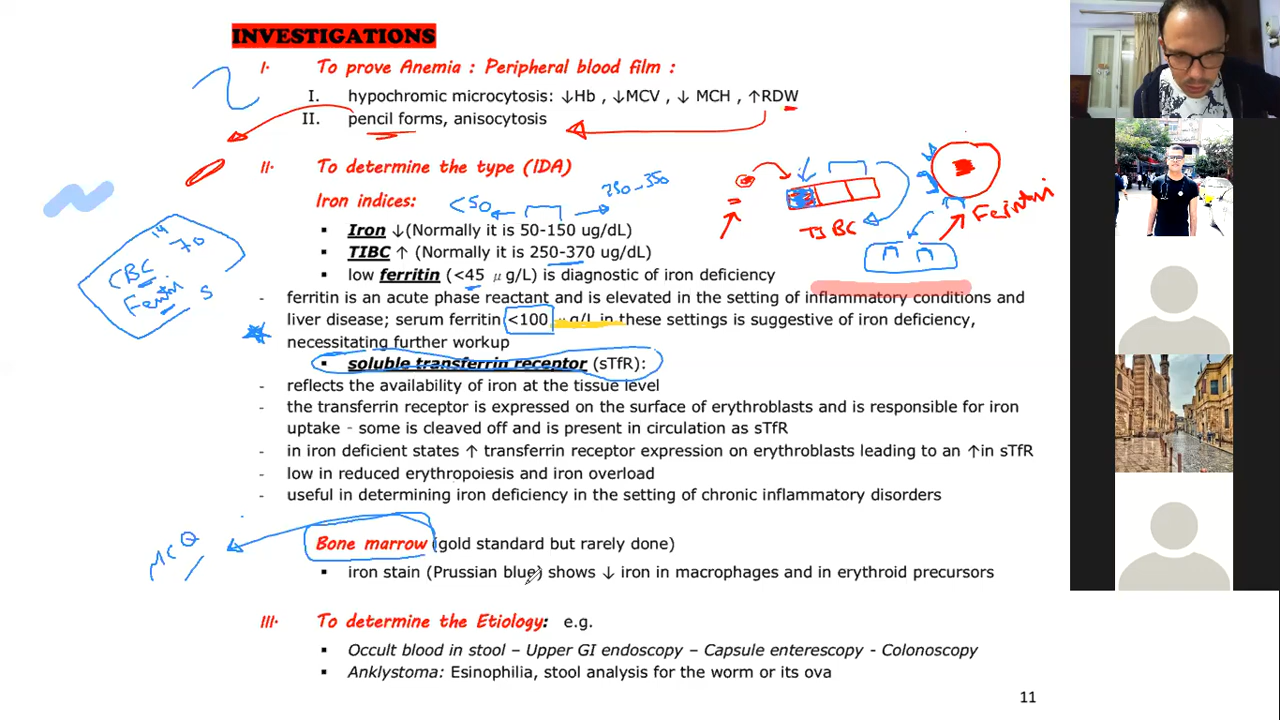 INVESTIGATIONS
I. To prove Anemia : Peripheral blood film :
I. hypochromic microcytosis: ↓Hb , ↓MCV , ↓ MCH , ↑RDW
II. pencil forms, anisocytosis
II. To determine the type (IDA)
Iron indices:
<50
250-350
▪ Iron ↓(Normally it is 50-150 ug/dL)
▪ TIBC ↑ (Normally it is 250-370 ug/dL)
▪ low ferritin (<45 μg/L) is diagnostic of iron deficiency
TIBC
Ferritin
CBC
14
70
Ferritin
5
- ferritin is an acute phase reactant and is elevated in the setting of inflammatory conditions and
liver disease; serum ferritin <100 μg/L in these settings is suggestive of iron deficiency,
necessitating further workup
▪ soluble transferrin receptor (sTfR):
- reflects the availability of iron at the tissue level
- the transferrin receptor is expressed on the surface of erythroblasts and is responsible for iron
uptake - some is cleaved off and is present in circulation as sTfR
- in iron deficient states ↑ transferrin receptor expression on erythroblasts leading to an ↑in sTfR
- low in reduced erythropoiesis and iron overload
- useful in determining iron deficiency in the setting of chronic inflammatory disorders
MCQ
Bone marrow (gold standard but rarely done)
▪ iron stain (Prussian blue) shows ↓ iron in macrophages and in erythroid precursors
III. To determine the Etiology: e.g.
▪ Occult blood in stool – Upper GI endoscopy – Capsule enterescopy - Colonoscopy
▪ Anklystoma: Esinophilia, stool analysis for the worm or its ova
11